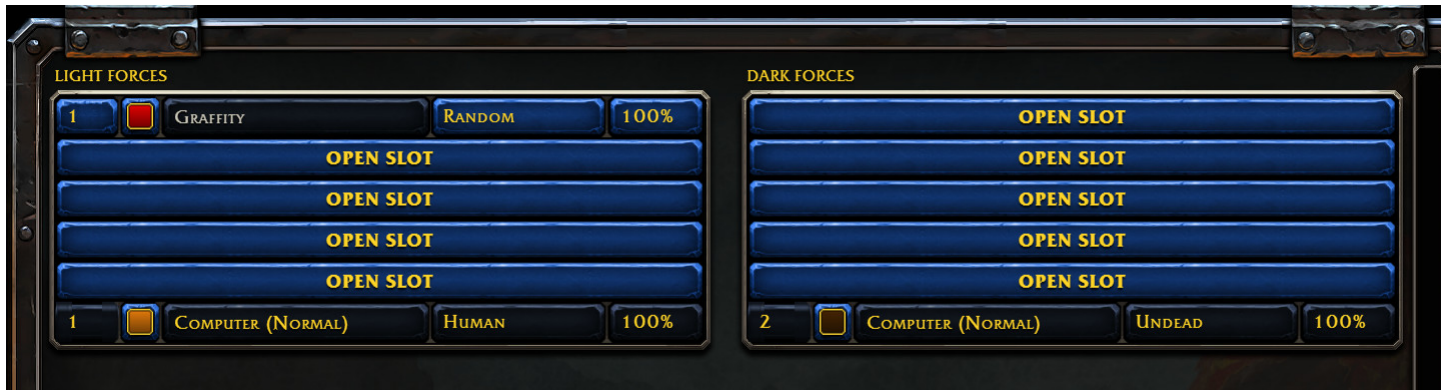 LIGHT FORCES
1 GRAFFITY RANDOM 100%
OPEN SLOT
OPEN SLOT
OPEN SLOT
OPEN SLOT
1 COMPUTER (NORMAL) HUMAN 100%
DARK FORCES
OPEN SLOT
OPEN SLOT
OPEN SLOT
OPEN SLOT
OPEN SLOT
2 COMPUTER (NORMAL) UNDEAD 100%